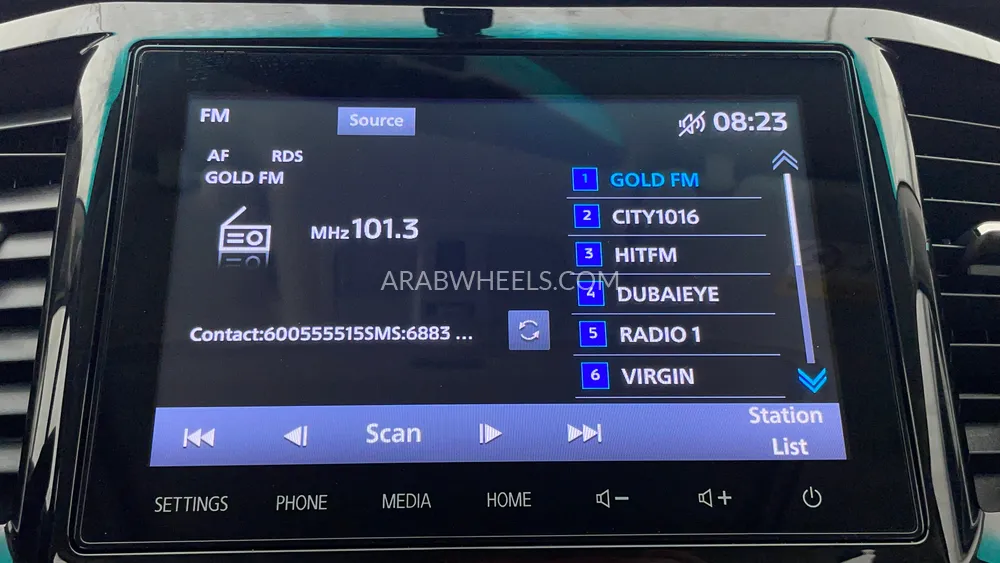 FM
Source
08:23
AF RDS
GOLD FM
MHz 101.3
Contact:600555515SMS:6883 ...
1 GOLD FM
2 CITY1016
3 HITFM
4 DUBAIEYE
5 RADIO 1
6 VIRGIN
ARABWHEELS.COM
Scan
Station
List
SETTINGS PHONE MEDIA HOME